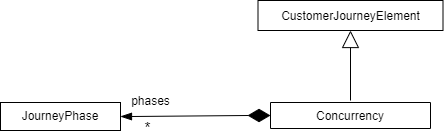 CustomerJourneyElement
phases
JourneyPhase
*
Concurrency